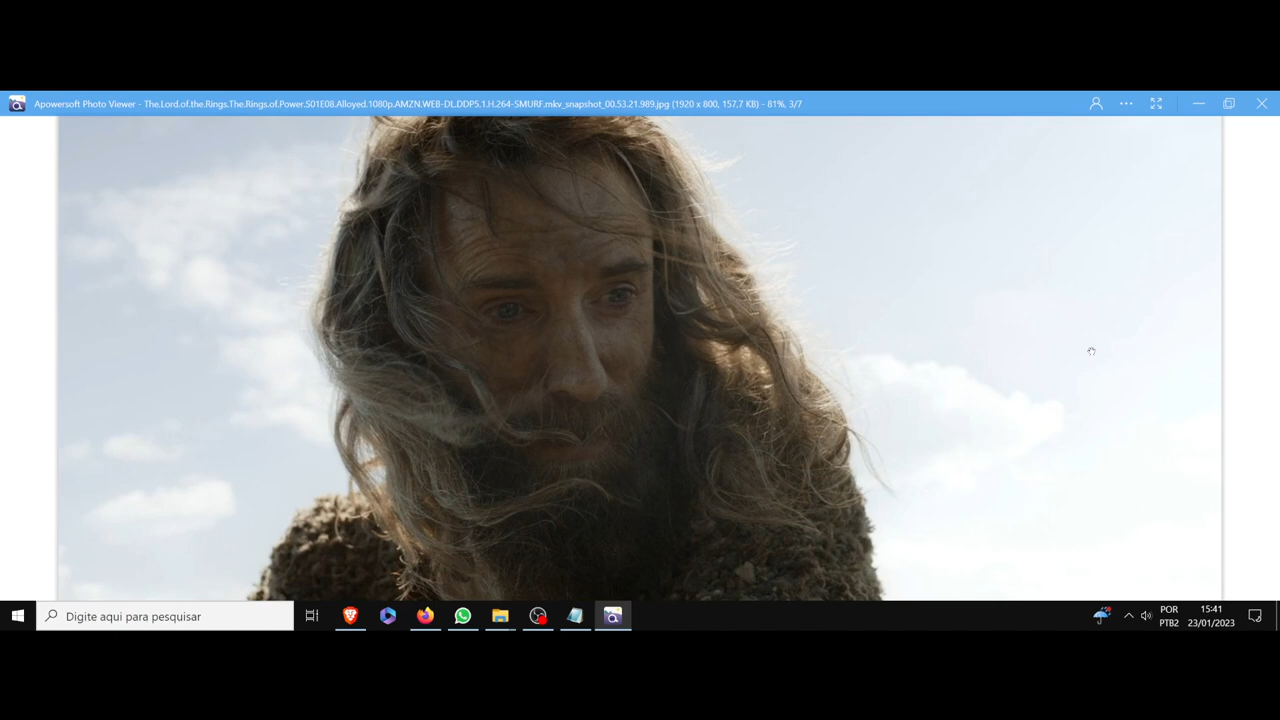 Apowersoft Photo Viewer - The.Lord.of.the.Rings.The.Rings.of.Power.S01E08.Alloyed.1080p.AMZN.WEB-DL.DDP5.1.H.264-SMURF.mkv_snapshot_00.53.21.989.jpg (1920 x 800, 157,7 KB) - 81%, 3/7
Digite aqui para pesquisar
POR
PTB2
15:41
23/01/2023